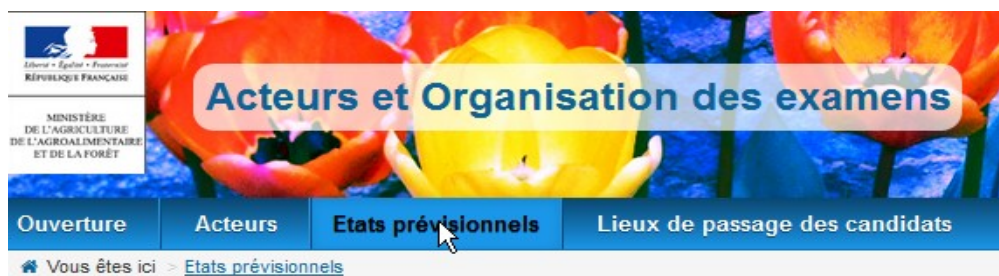 Liberté • Égalité • Fraternité
RÉPUBLIQUE FRANÇAISE
MINISTÈRE
DE L'AGRICULTURE
DE L'AGROALIMENTAIRE
ET DE LA FORÊT
Acteurs et Organisation des examens
Ouverture Acteurs Etats prévisionnels Lieux de passage des candidats
Vous êtes ici > Etats prévisionnels